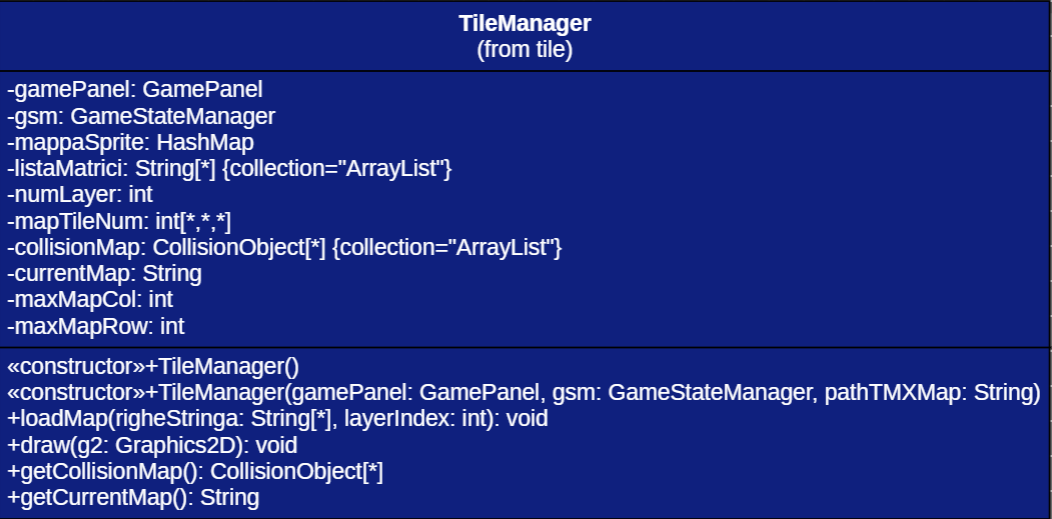 TileManager
(from tile)
-gamePanel: GamePanel
-gsm: GameStateManager
-mappaSprite: HashMap
-listaMatrici: String[*] {collection="ArrayList"}
-numLayer: int
-mapTileNum: int[*,*,*]
-collisionMap: CollisionObject[*] {collection="ArrayList"}
-currentMap: String
-maxMapCol: int
-maxMapRow: int
«constructor»+TileManager()
«constructor»+TileManager(gamePanel: GamePanel, gsm: GameStateManager, pathTMXMap: String)
+loadMap(righeStringa: String[*], layerIndex: int): void
+draw(g2: Graphics2D): void
+getCollisionMap(): CollisionObject[*]
+getCurrentMap(): String